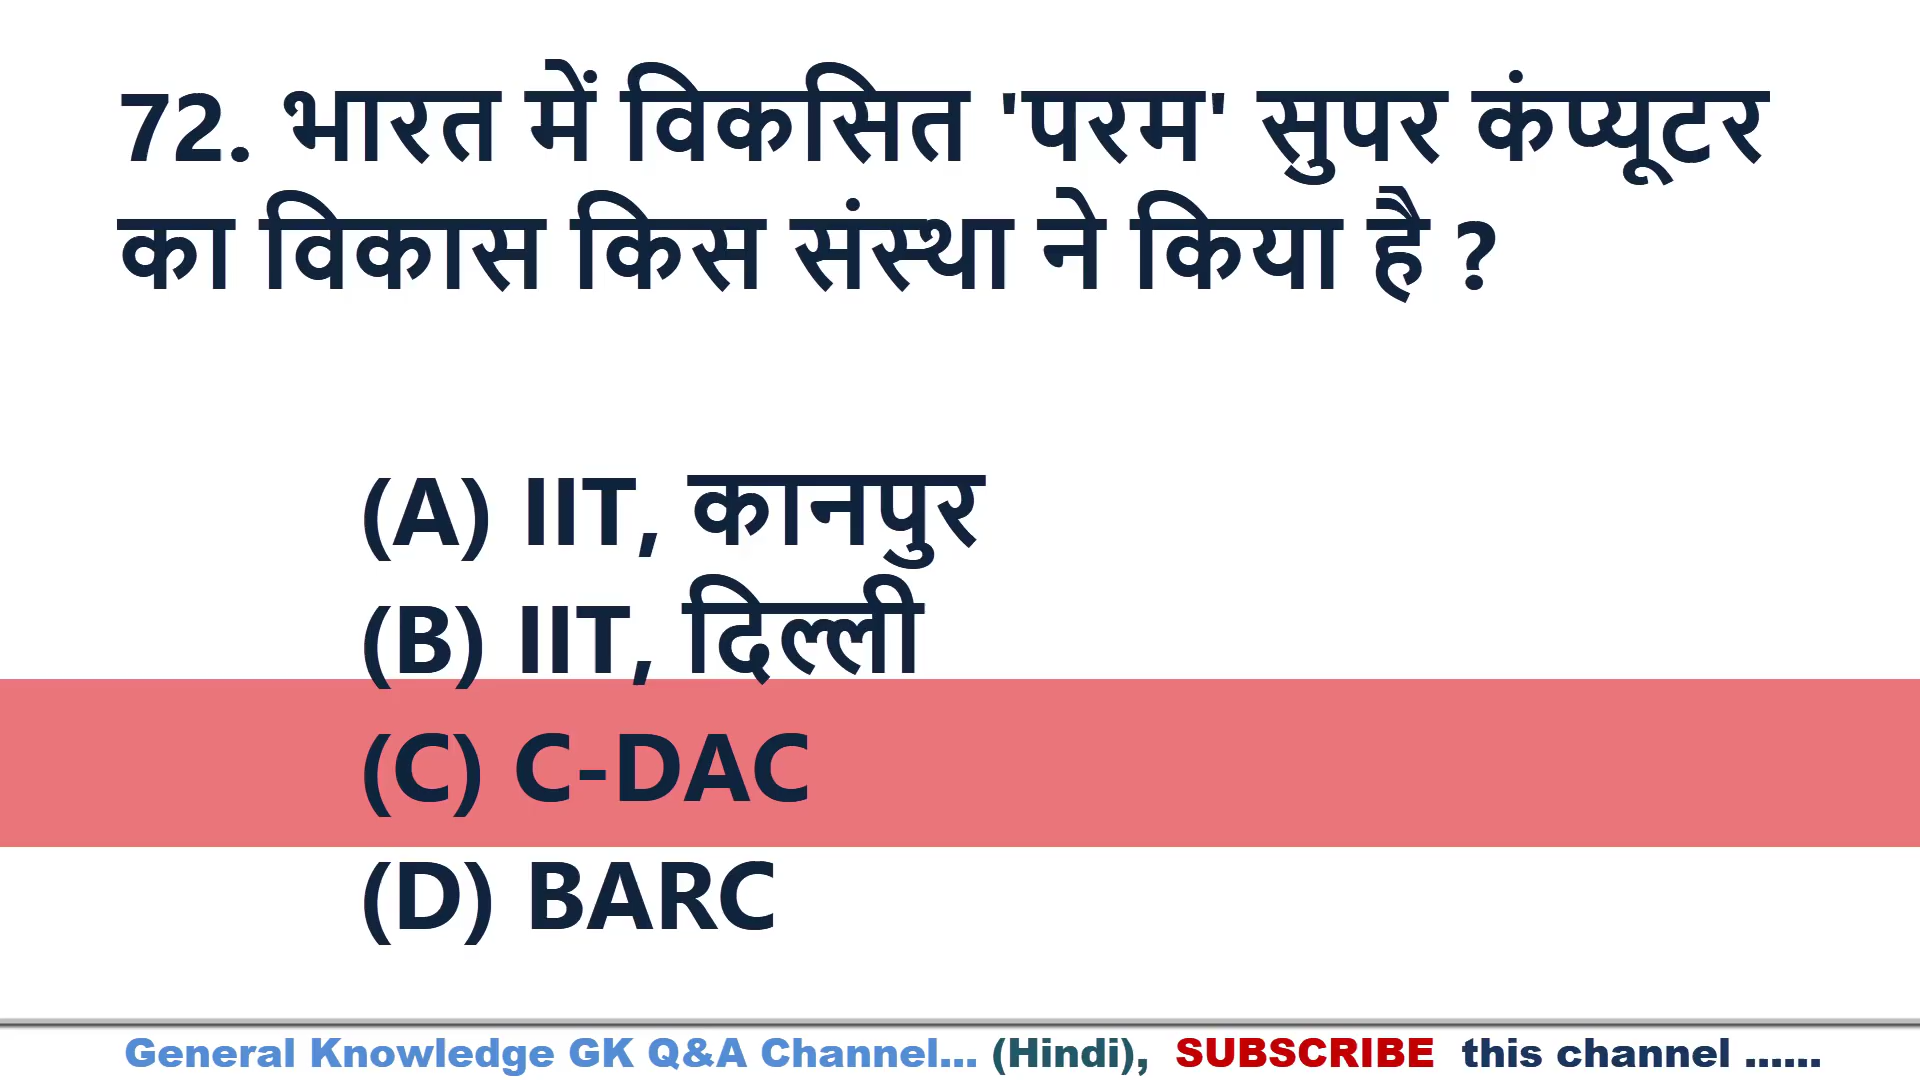 72. भारत में विकसित 'परम' सुपर कंप्यूटर
का विकास किस संस्था ने किया है ?
(A) IIT, कानपुर
(B) IIT, दिल्ली
(C) C-DAC
(D) BARC
General Knowledge GK Q&A Channel... (Hindi), SUBSCRIBE this channel ......